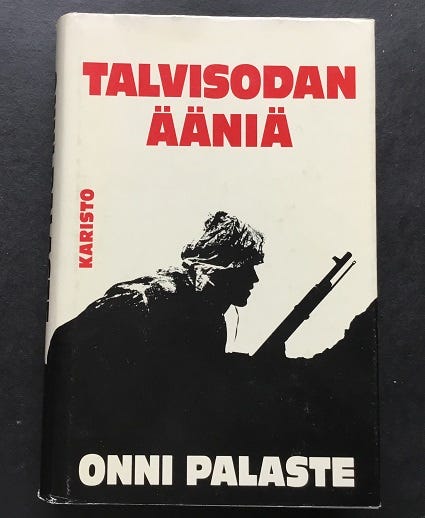 TALVISODAN
ÄÄNIÄ
KARISTO
ONNI PALASTE